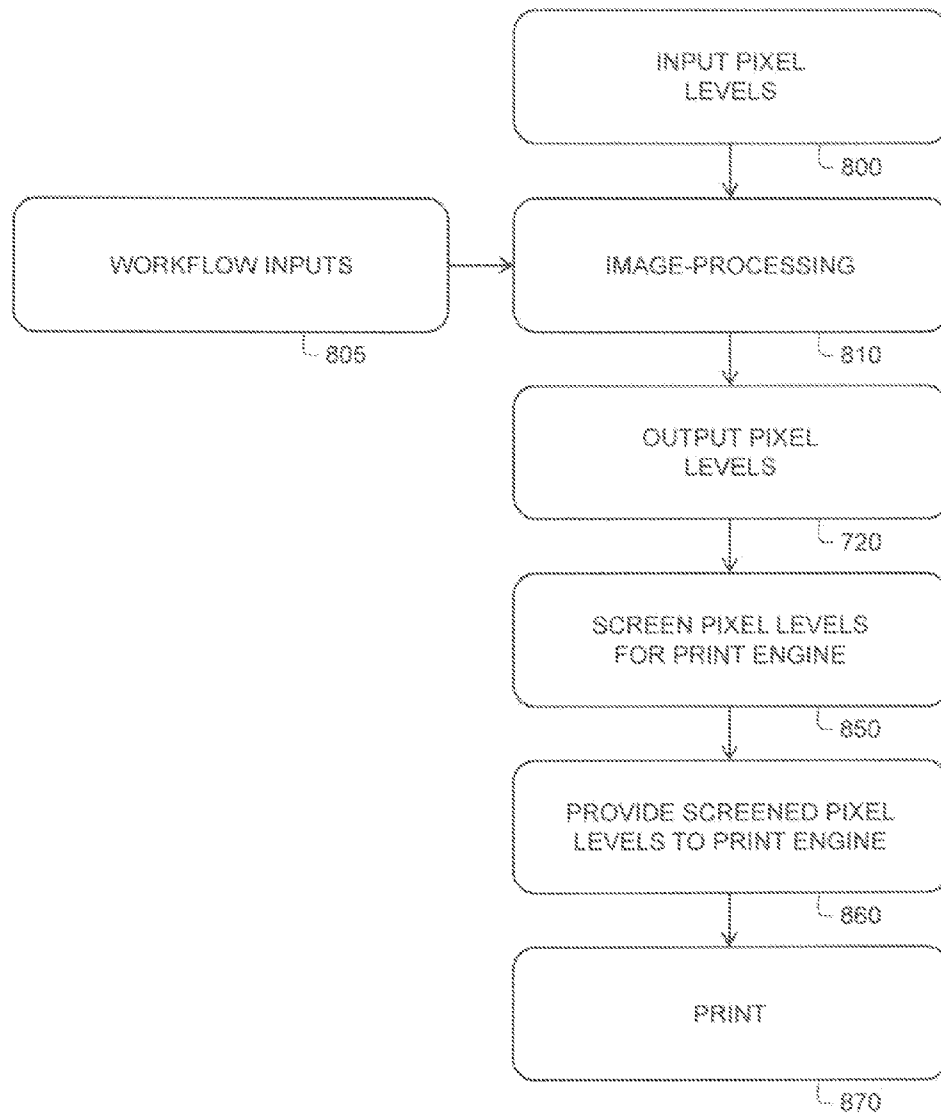 INPUT PIXEL
LEVELS
800
WORKFLOW INPUTS
805
IMAGE-PROCESSING
810
OUTPUT PIXEL
LEVELS
720
SCREEN PIXEL LEVELS
FOR PRINT ENGINE
850
PROVIDE SCREENED PIXEL
LEVELS TO PRINT ENGINE
860
PRINT
870